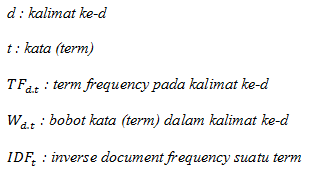 d : kalimat ke-d
t : kata (term)
TF_{d.t} : term frequency pada kalimat ke-d
W_{d.t} : bobot kata (term) dalam kalimat ke-d
IDF_t : inverse document frequency suatu term